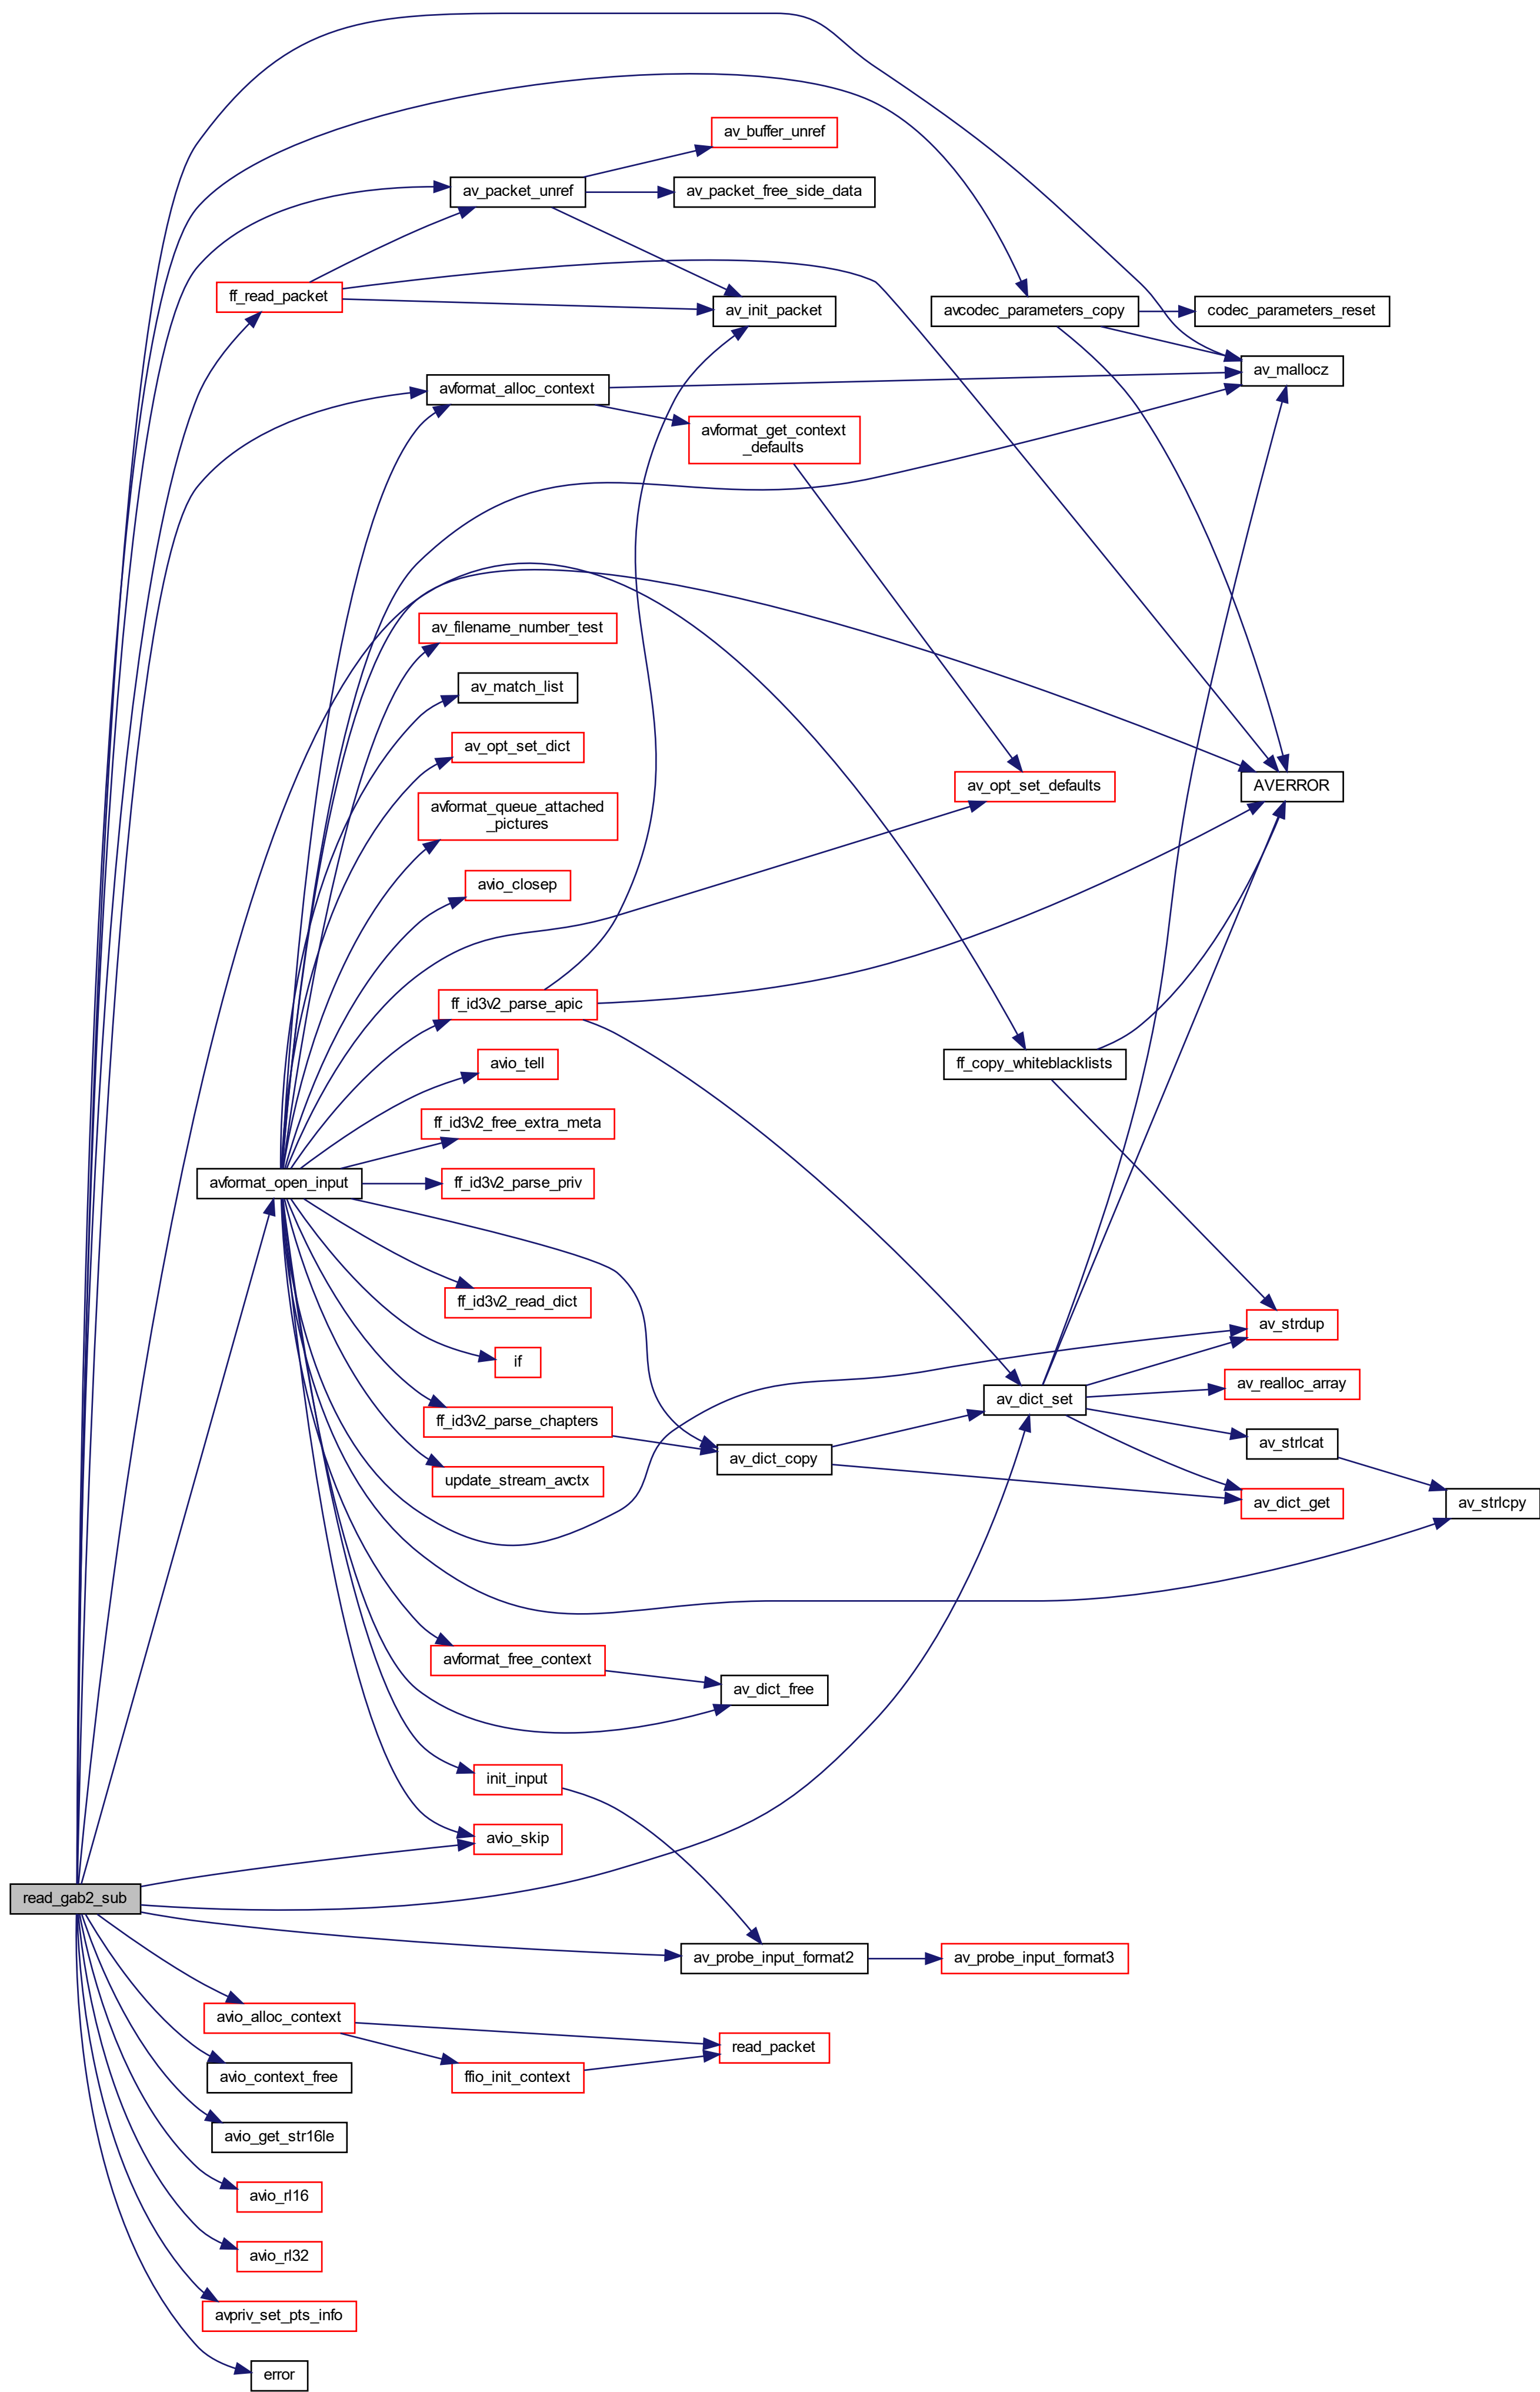 av_buffer_unref
av_packet_unref
av_packet_free_side_data
ff_read_packet
av_init_packet
avcodec_parameters_copy
codec_parameters_reset
av_mallocz
avformat_alloc_context
avformat_get_context
_defaults
av_filename_number_test
av_match_list
av_opt_set_dict
av_opt_set_defaults
AVERROR
avformat_queue_attached
_pictures
avio_closep
ff_id3v2_parse_apic
avio_tell
ff_copy_whiteblacklists
ff_id3v2_free_extra_meta
avformat_open_input
ff_id3v2_parse_priv
ff_id3v2_read_dict
av_strdup
if
av_realloc_array
av_dict_set
ff_id3v2_parse_chapters
av_strlcat
av_dict_copy
update_stream_avctx
av_dict_get
av_strlcpy
avformat_free_context
av_dict_free
init_input
avio_skip
read_gab2_sub
av_probe_input_format2
av_probe_input_format3
avio_alloc_context
read_packet
avio_context_free
ffio_init_context
avio_get_str16le
avio_rl16
avio_rl32
avpriv_set_pts_info
error